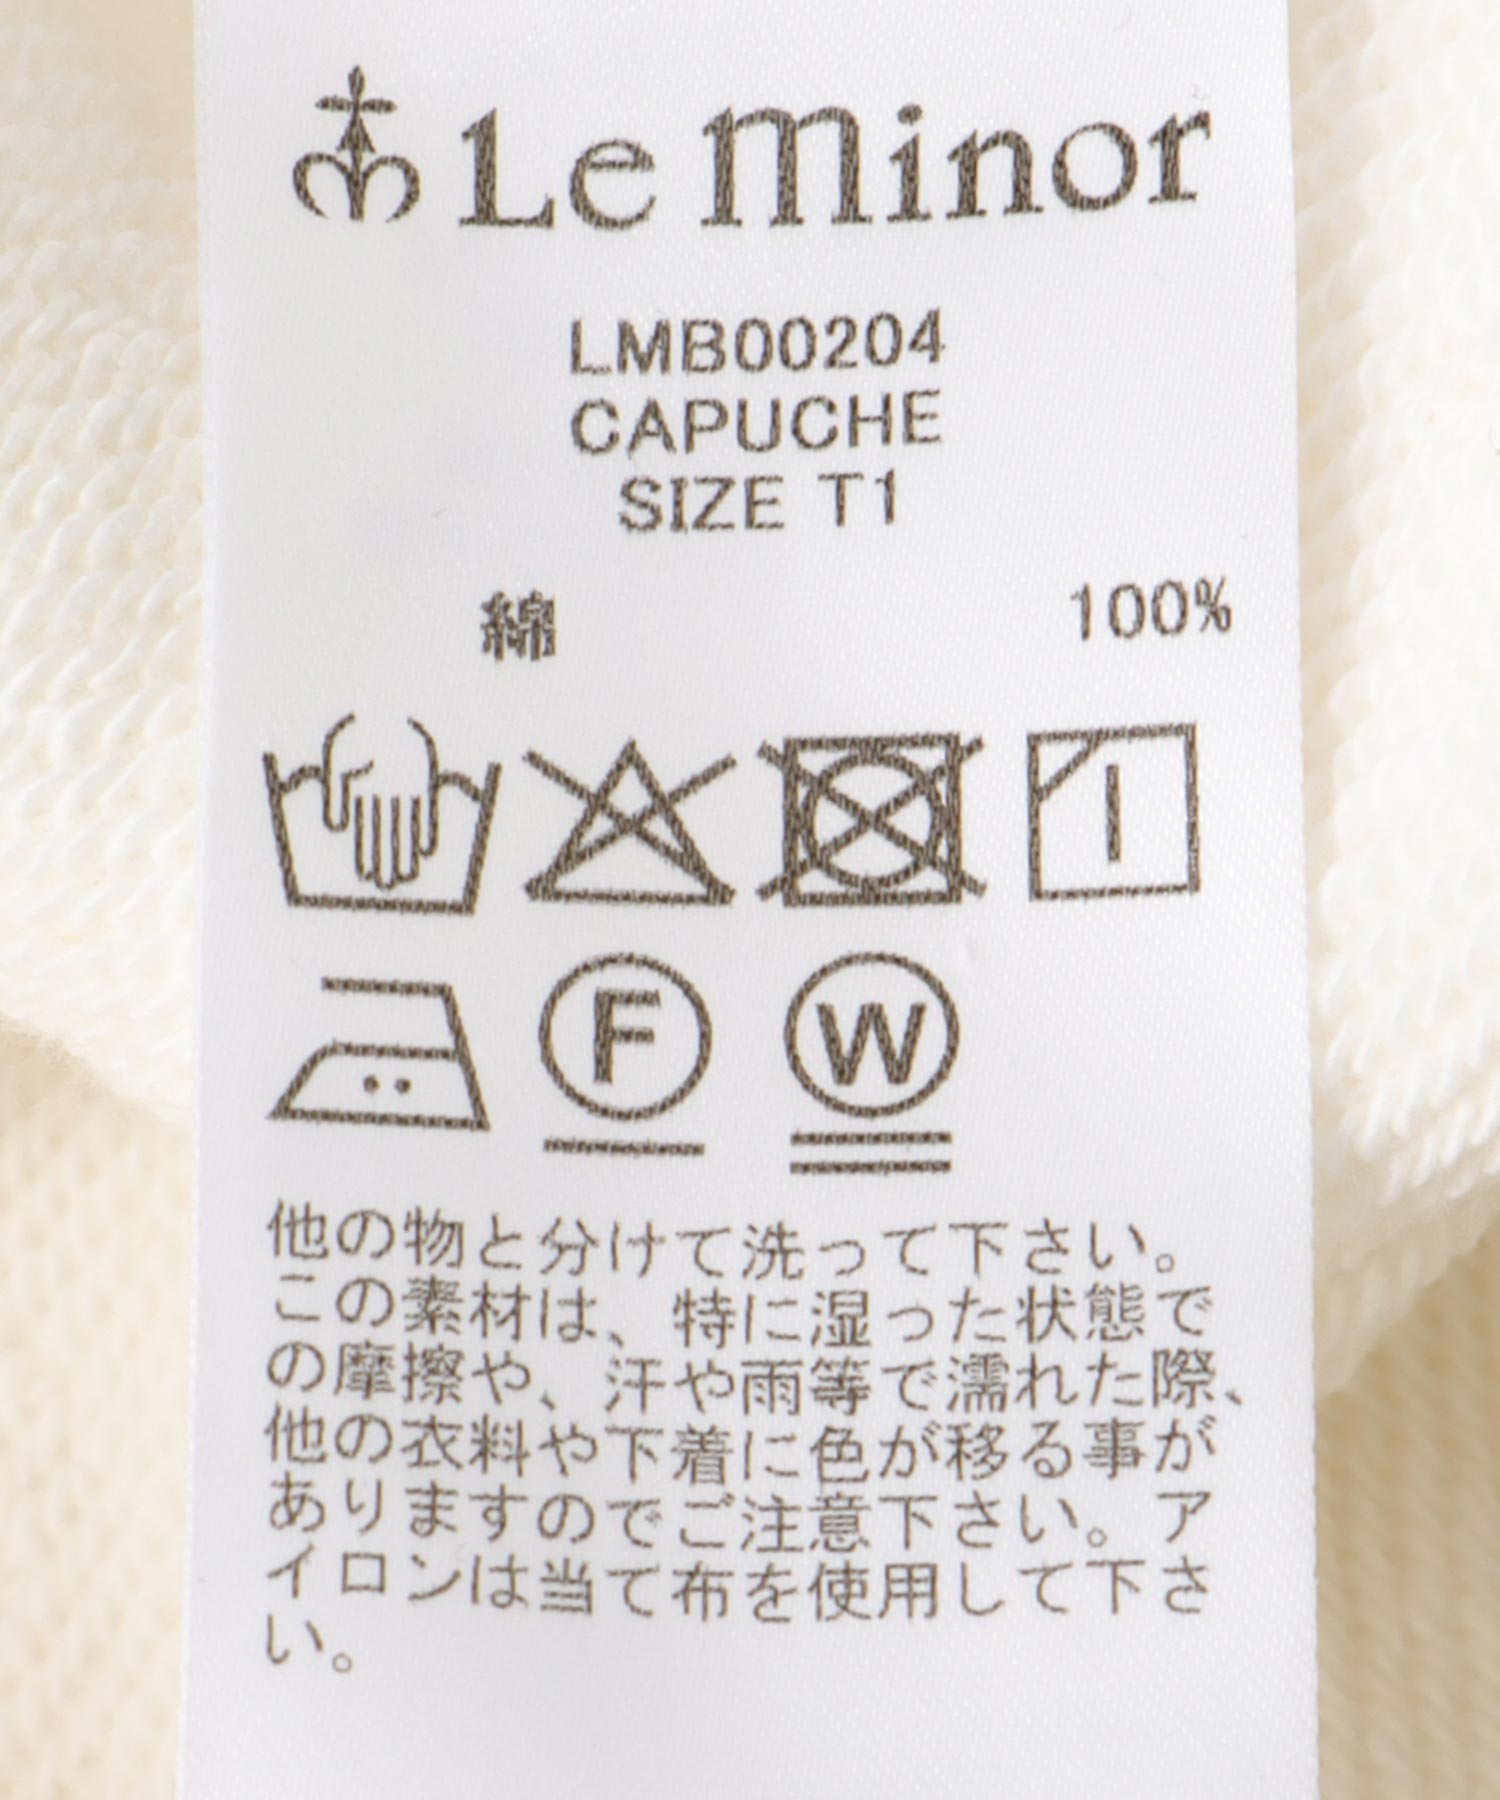 Le minor
LMB00204
CAPUCHE
SIZE T1
綿 100%
F W
他の物と分けて洗って下さい。
この素材は、特に湿った状態で
の摩擦や、汗や雨等で濡れた際、
他の衣料や下着に色が移る事が
ありますのでご注意下さい。ア
イロンは当て布を使用して下さ
い。